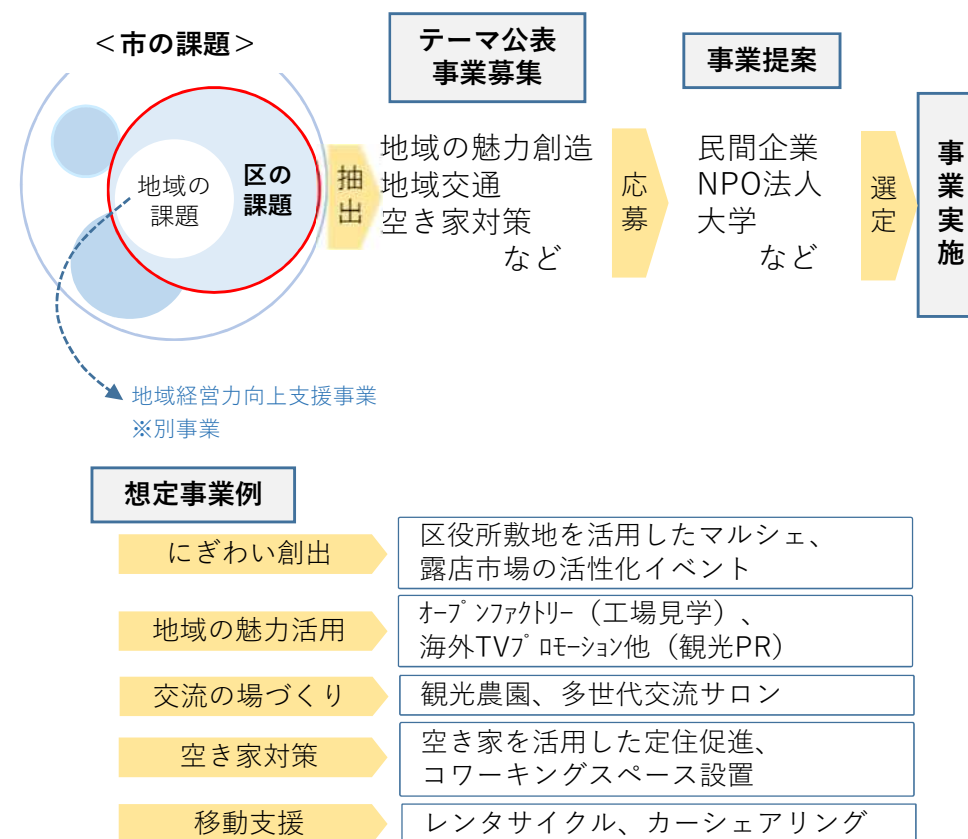 ＜市の課題＞
テーマ公表
事業募集
事業提案
地域の
課題
区の
課題
抽出
地域の魅力創造
地域交通
空き家対策
など
応募
民間企業
NPO法人
大学
など
選定
事業実施
地域経営力向上支援事業
※別事業
想定事業例
にぎわい創出
区役所敷地を活用したマルシェ、
露店市場の活性化イベント
地域の魅力活用
ｵｰﾌﾟﾝﾌｧｸﾄﾘｰ（工場見学）、
海外TVﾌﾟﾛﾓｰｼｮﾝ他（観光PR）
交流の場づくり
観光農園、多世代交流サロン
空き家対策
空き家を活用した定住促進、
コワーキングスペース設置
移動支援
レンタサイクル、カーシェアリング